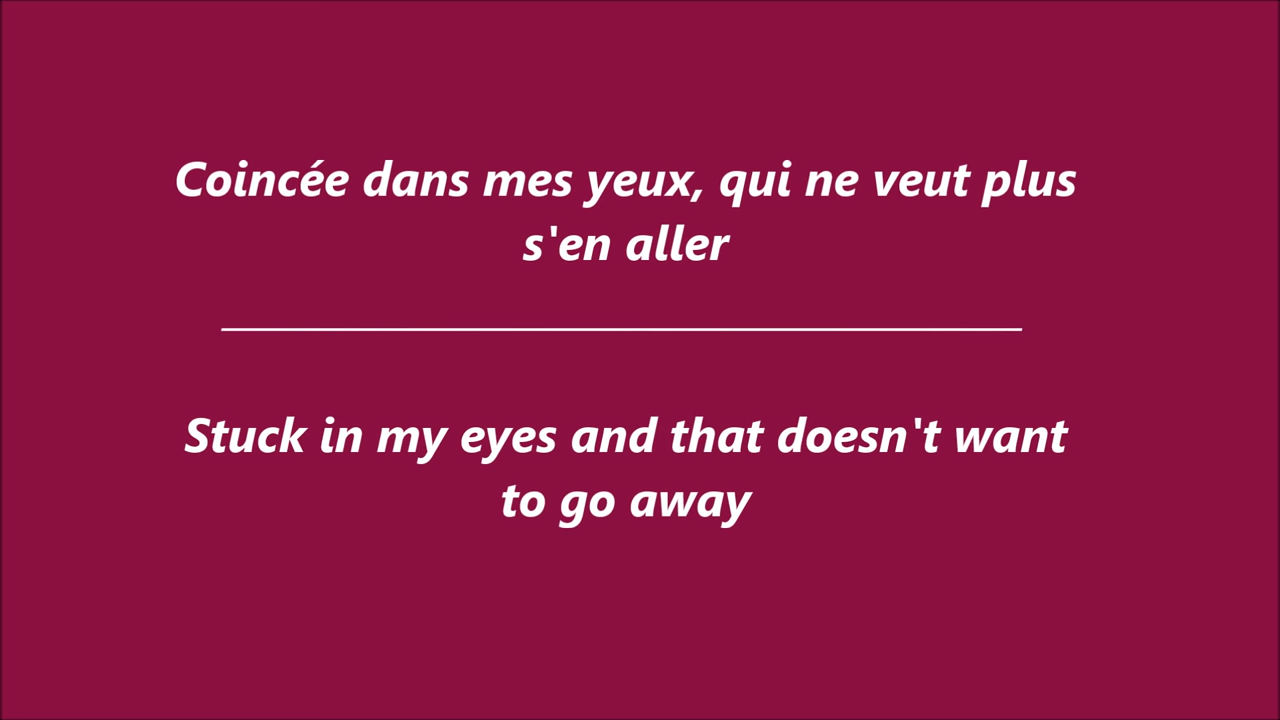 Coincée dans mes yeux, qui ne veut plus
s'en aller
Stuck in my eyes and that doesn't want
to go away